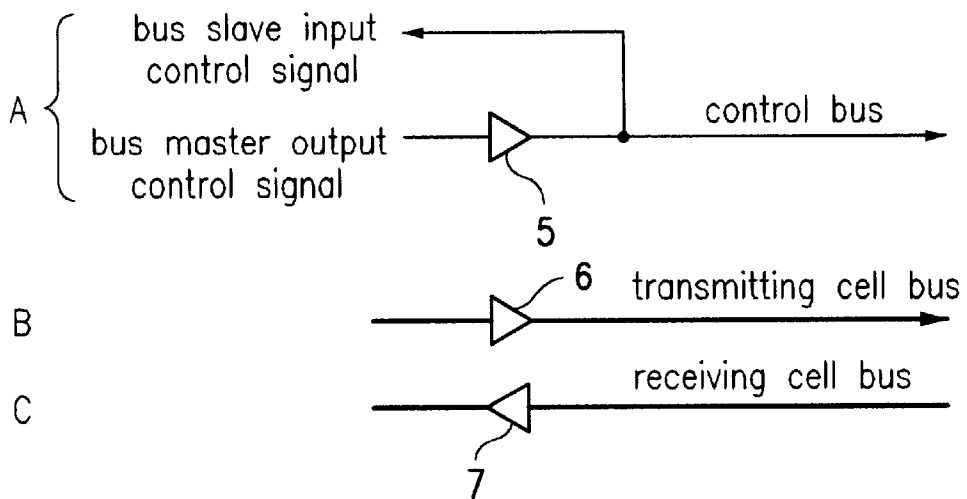 bus slave input
control signal
A
bus master output
control signal
control bus
5
6
transmitting cell bus
B
receiving cell bus
C
7